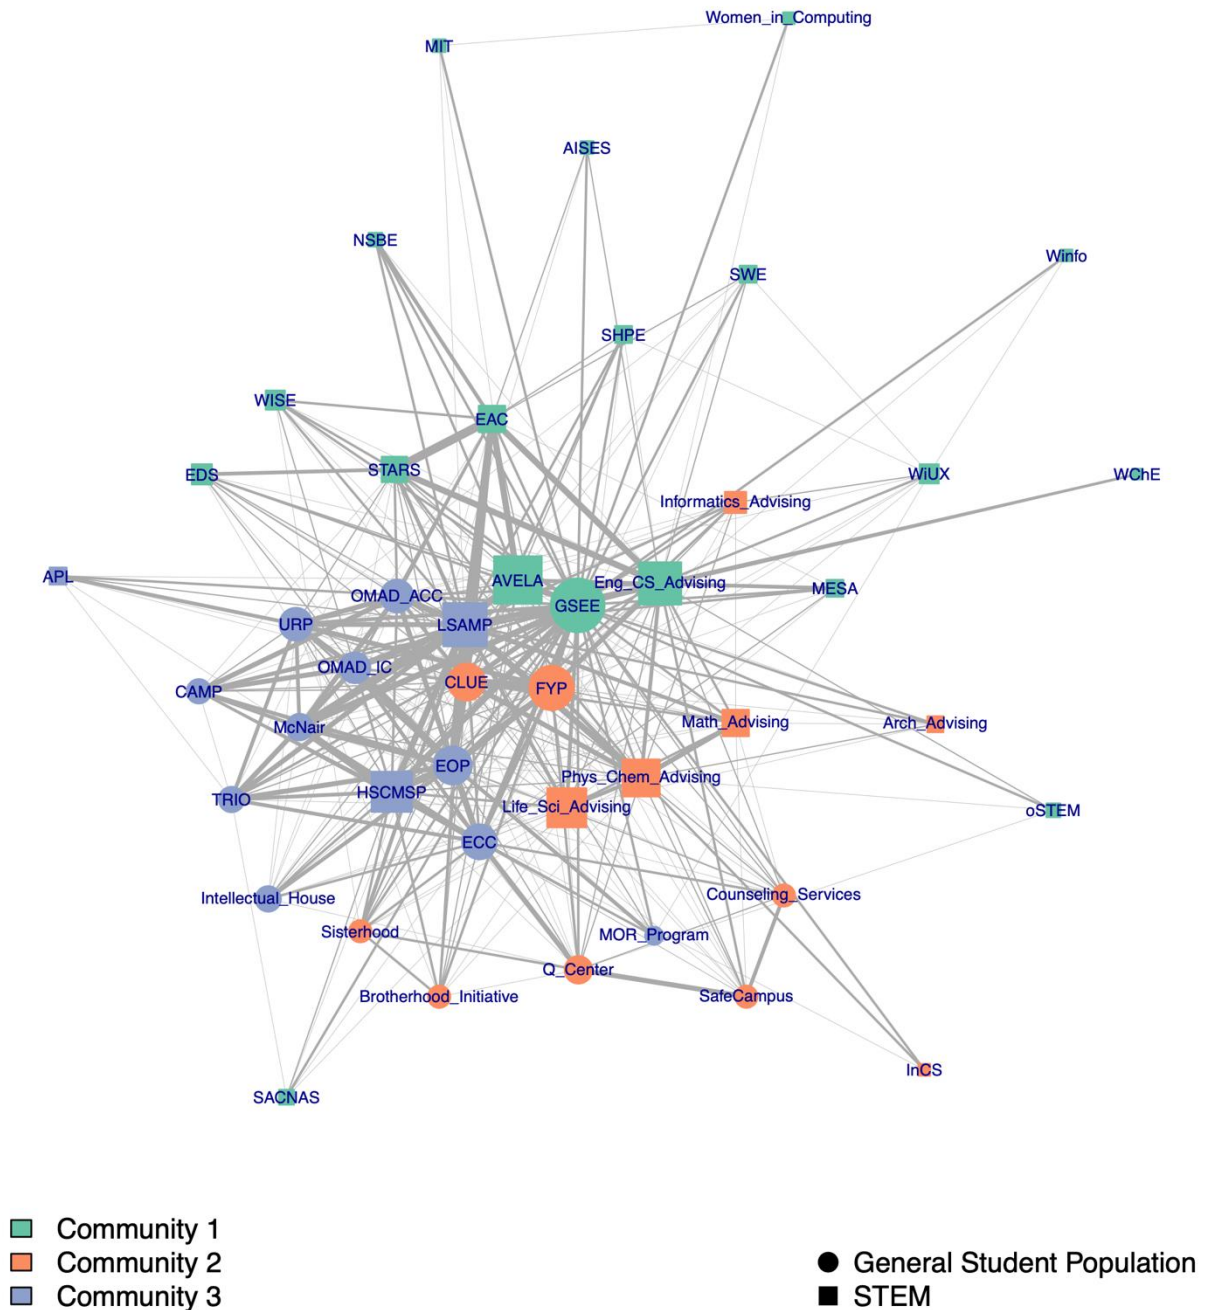 Women_in_Computing
MIT
AISES
NSBE
Winfo
SWE
SHPE
WISE
EAC
STARS
EDS
WiUX
WChE
Informatics_Advising
APL
AVELA
Eng_CS_Advising
MESA
OMAD_ACC
GSEE
URP
LSAMP
OMAD_IC
CLUE
FYP
CAMP
McNair
Math_Advising
Arch_Advising
EOP
Phys_Chem_Advising
HSCMSP
TRIO
Life_Sci_Advising
oSTEM
ECC
Intellectual_House
Counseling_Services
Sisterhood
MOR_Program
Q_Center
Brotherhood_Initiative
SafeCampus
InCS
SACNAS
Community 1
Community 2
Community 3
General Student Population
STEM